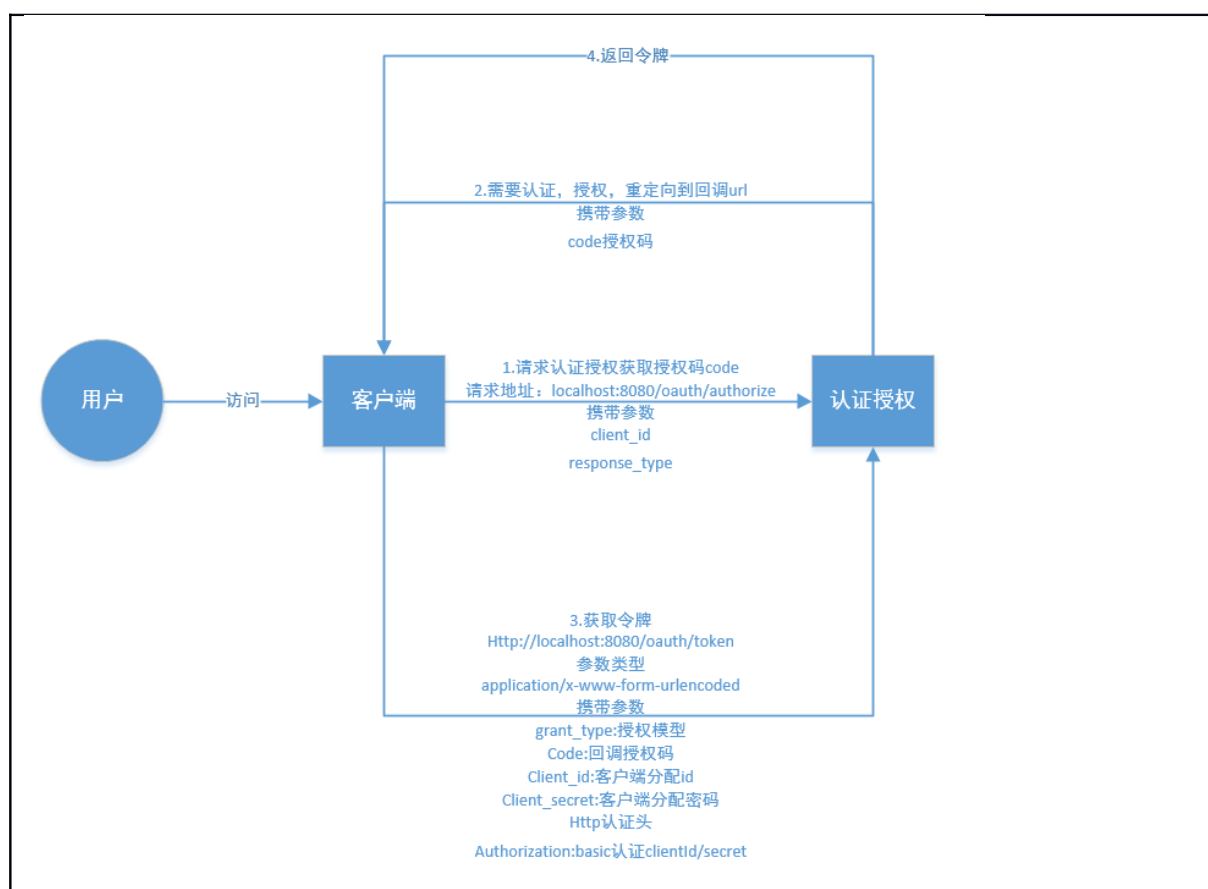 4.返回令牌
2.需要认证，授权，重定向到回调url
携带参数
code授权码
用户
访问
客户端
1.请求认证授权获取授权码code
请求地址：localhost:8080/oauth/authorize
携带参数
client_id
response_type
认证授权
3.获取令牌
Http://localhost:8080/oauth/token
参数类型
application/x-www-form-urlencoded
携带参数
grant_type:授权模型
Code:回调授权码
Client_id:客户端分配id
Client_secret:客户端分配密码
Http认证头
Authorization:basic认证clientId/secret